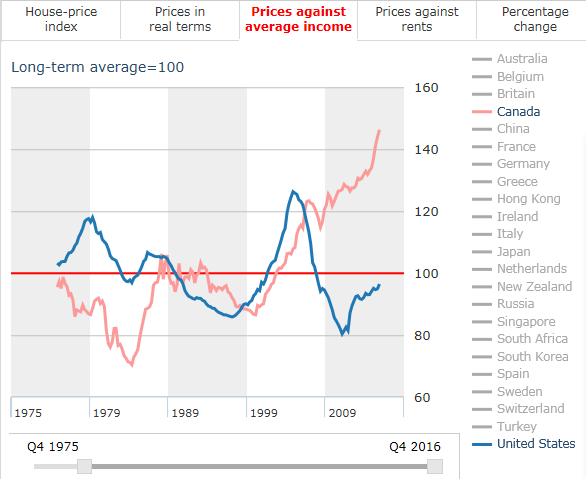 House-price
index
Prices in
real terms
Prices against
average income
Prices against
rents
Percentage
change
Long-term average=100
160
140
120
100
80
60
1975
1979
1989
1999
2009
Australia
Belgium
Britain
Canada
China
France
Germany
Greece
Hong Kong
Ireland
Italy
Japan
Netherlands
New Zealand
Russia
Singapore
South Africa
South Korea
Spain
Sweden
Switzerland
Turkey
United States
Q4 1975
Q4 2016